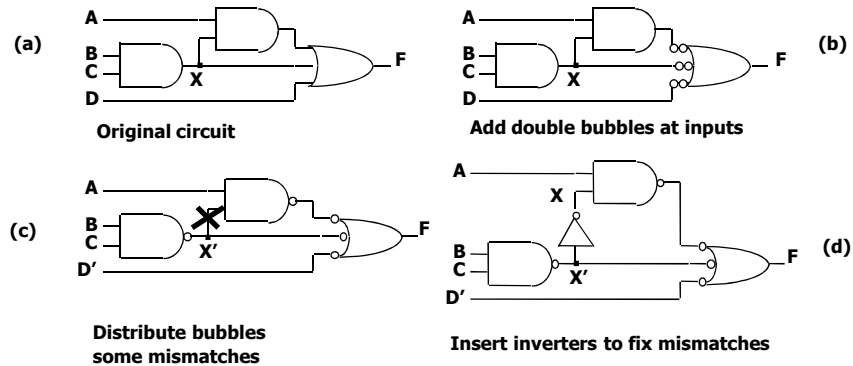 (a)
A
B
C
X
D
F
Original circuit
(b)
A
B
C
X
D
F
Add double bubbles at inputs
(c)
A
B
C
X'
D'
F
Distribute bubbles
some mismatches
(d)
A
X
B
C
X'
D'
F
Insert inverters to fix mismatches